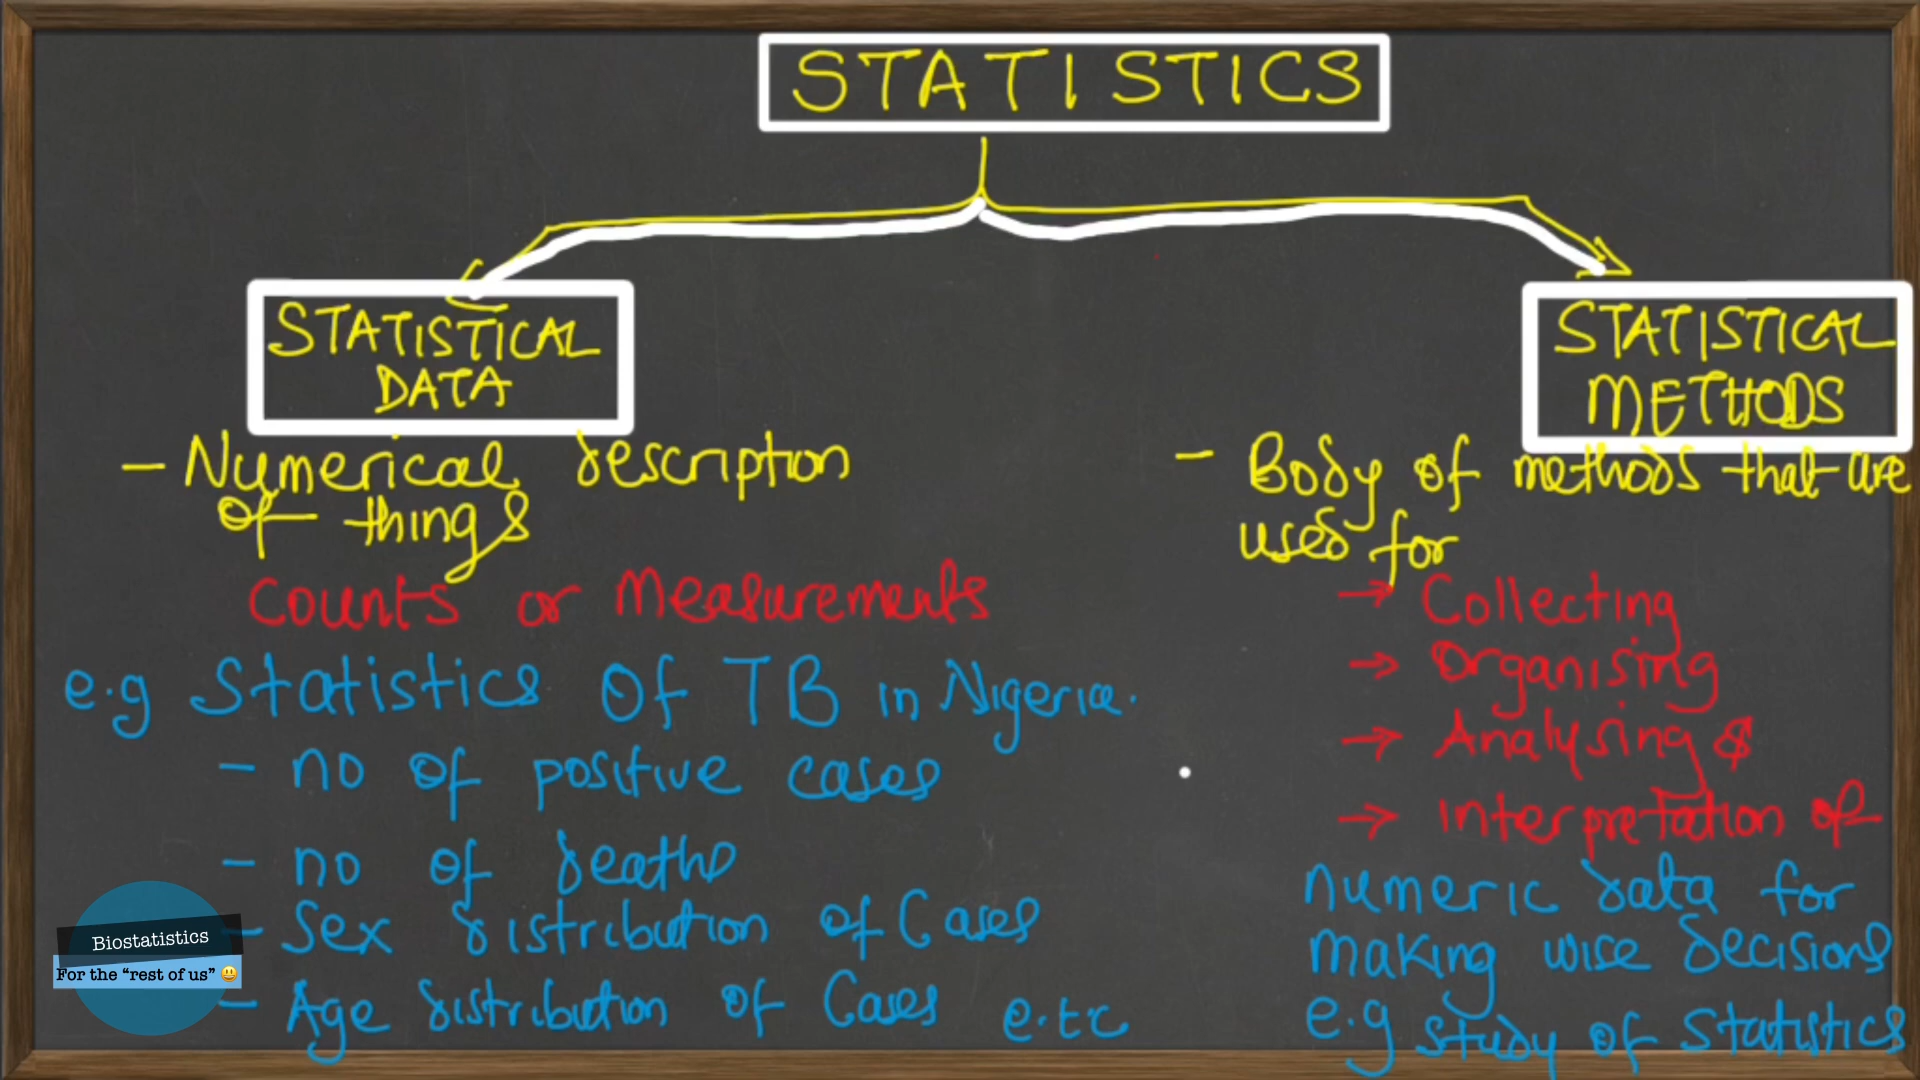 STATISTICS
STATISTICAL
DATA
- Numerical description
of things
Counts or Measurements
e.g Statistics of TB in Nigeria.
- no of positive cases
- no of deaths
- Sex distribution of Cases
- Age distribution of Cases e.tc
STATISTICAL
METHODS
- Body of methods that are
used for
→ Collecting
→ Organising
→ Analysing &
→ interpretation of
numeric data for
making wise decisions
e.g study of statistics
Biostatistics
For the “rest of us” 😃